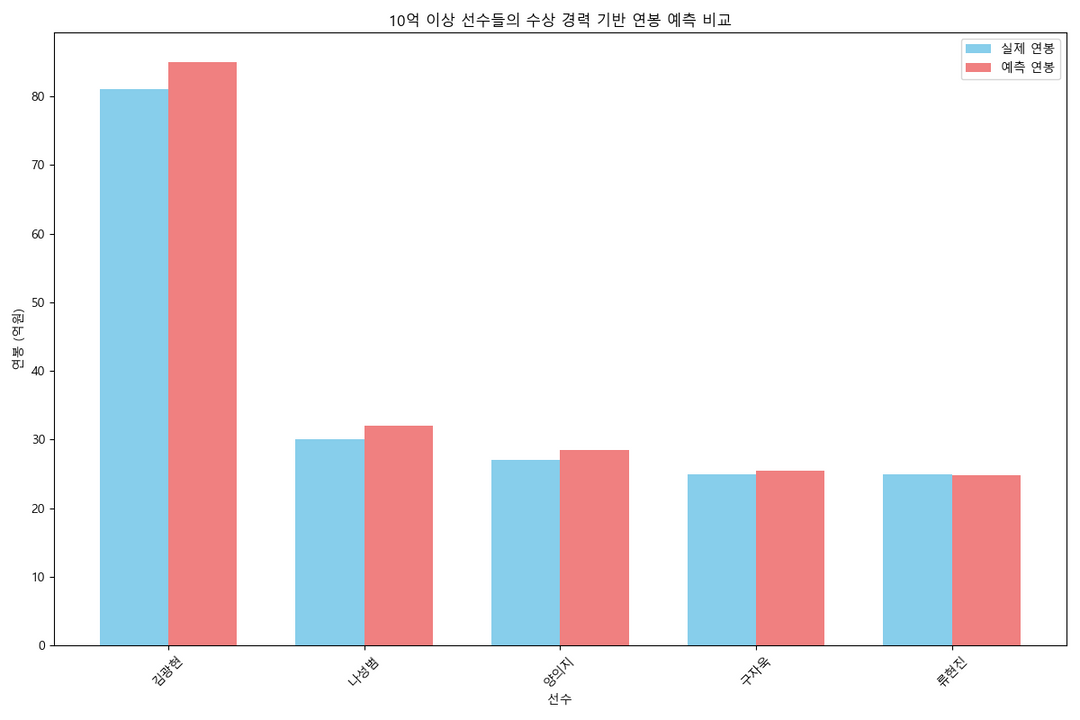 10억 이상 선수들의 수상 경력 기반 연봉 예측 비교
실제 연봉
예측 연봉
연봉 (억원)
80
70
60
50
40
30
20
10
0
김광현
나성범
양의지
구자욱
류현진
선수